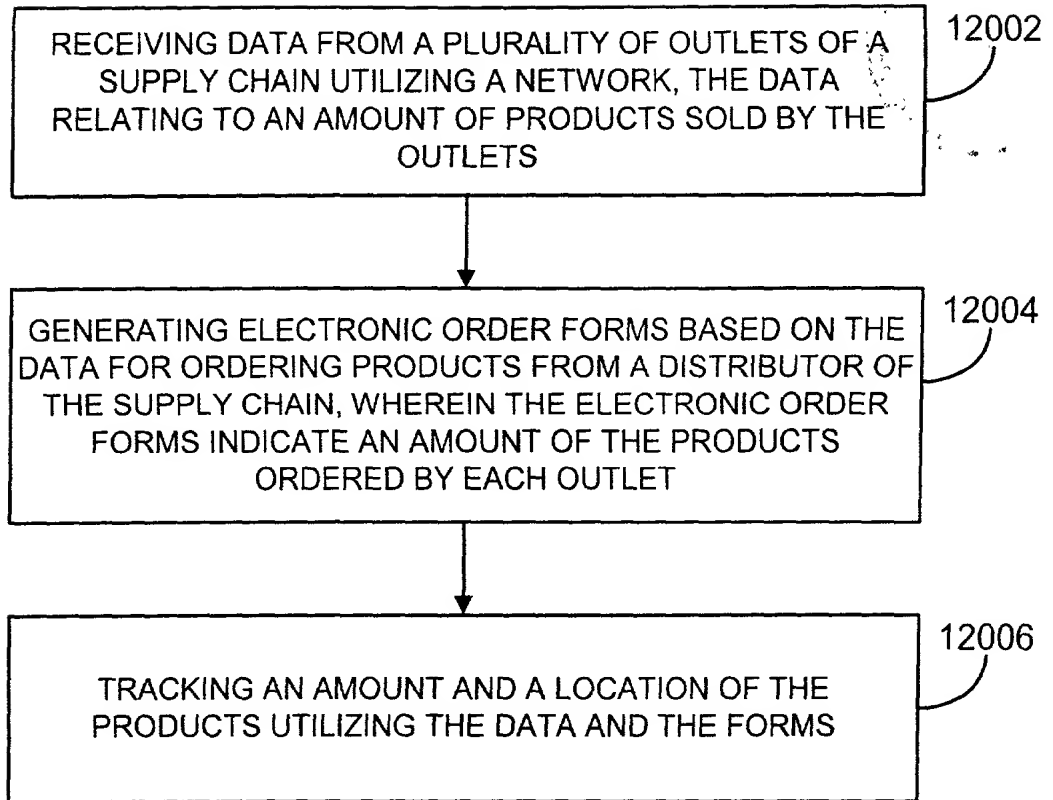 RECEIVING DATA FROM A PLURALITY OF OUTLETS OF A
SUPPLY CHAIN UTILIZING A NETWORK, THE DATA
RELATING TO AN AMOUNT OF PRODUCTS SOLD BY THE
OUTLETS
12002
GENERATING ELECTRONIC ORDER FORMS BASED ON THE
DATA FOR ORDERING PRODUCTS FROM A DISTRIBUTOR OF
THE SUPPLY CHAIN, WHEREIN THE ELECTRONIC ORDER
FORMS INDICATE AN AMOUNT OF THE PRODUCTS
ORDERED BY EACH OUTLET
12004
TRACKING AN AMOUNT AND A LOCATION OF THE
PRODUCTS UTILIZING THE DATA AND THE FORMS
12006